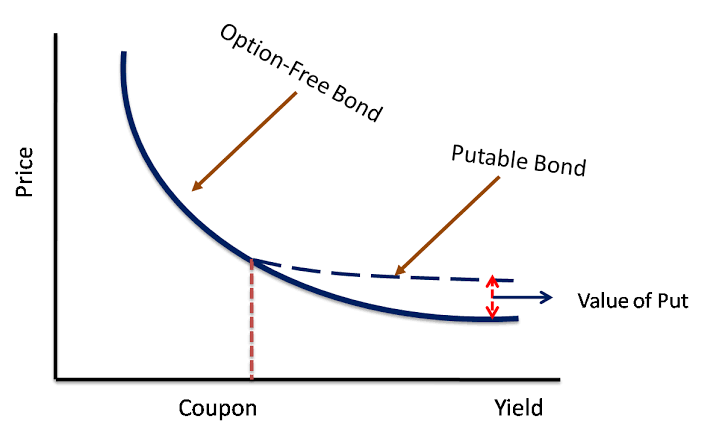 Option-Free Bond
Putable Bond
Price
Value of Put
Coupon
Yield